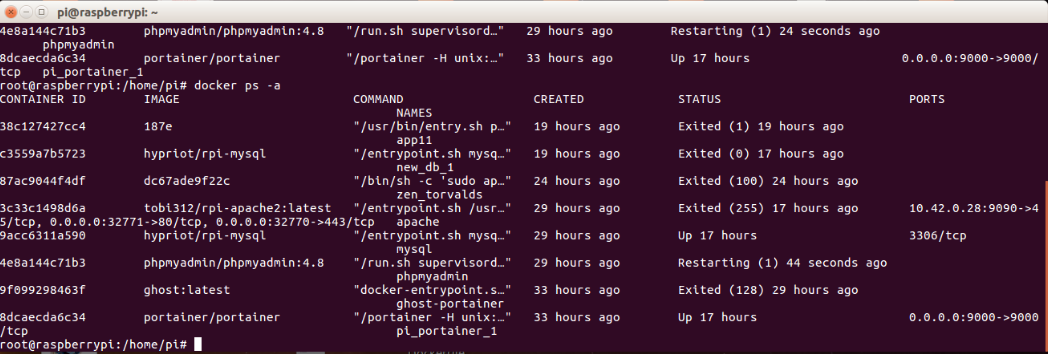 pi@raspberrypi: ~
4e8a144c71b3        phpmyadmin/phpmyadmin:4.8   "/run.sh supervisord…"   29 hours ago        Restarting (1) 24 seconds ago
      phpmyadmin
8dcaecda6c34        portainer/portainer         "/portainer -H unix:…"   33 hours ago        Up 17 hours                     0.0.0.0:9000->9000/
tcp   pi_portainer_1
root@raspberrypi:/home/pi# docker ps -a
CONTAINER ID        IMAGE                        COMMAND                  CREATED             STATUS                          PORTS
                                                       NAMES
38c127427cc4        187e                         "/usr/bin/entry.sh p…"   19 hours ago        Exited (1) 19 hours ago
                                                       app11
c3559a7b5723        hypriot/rpi-mysql            "/entrypoint.sh mysq…"   19 hours ago        Exited (0) 17 hours ago
                                                       new_db_1
87ac9044f4df        dc67ade9f22c                 "/bin/sh -c 'sudo ap…"   24 hours ago        Exited (100) 24 hours ago
                                                       zen_torvalds
3c33c1498d6a        tobi312/rpi-apache2:latest   "/entrypoint.sh /usr…"   29 hours ago        Exited (255) 17 hours ago       10.42.0.28:9090->4
5/tcp, 0.0.0.0:32771->80/tcp, 0.0.0.0:32770->443/tcp   apache
9acc6311a590        hypriot/rpi-mysql            "/entrypoint.sh mysq…"   29 hours ago        Up 17 hours                     3306/tcp
                                                       mysql
4e8a144c71b3        phpmyadmin/phpmyadmin:4.8    "/run.sh supervisord…"   29 hours ago        Restarting (1) 44 seconds ago
                                                       phpmyadmin
9f099298463f        ghost:latest                 "docker-entrypoint.s…"   33 hours ago        Exited (128) 29 hours ago
                                                       ghost-portainer
8dcaecda6c34        portainer/portainer          "/portainer -H unix:…"   33 hours ago        Up 17 hours                     0.0.0.0:9000->9000
/tcp                                                   pi_portainer_1
root@raspberrypi:/home/pi#